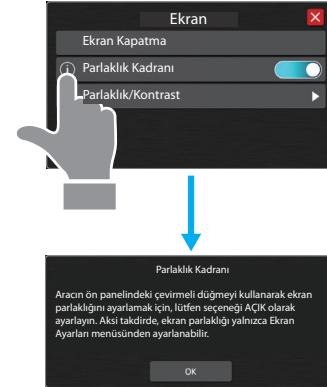 Ekran
Ekran Kapatma
Parlaklık Kadranı
Parlaklık/Kontrast
Parlaklık Kadranı
Aracın ön panelindeki çevirmeli düğmeyi kullanarak ekran
parlaklığını ayarlamak için, lütfen seçeneği AÇIK olarak
ayarlayın. Aksi takdirde, ekran parlaklığı yalnızca Ekran
Ayarları menüsünden ayarlanabilir.
OK